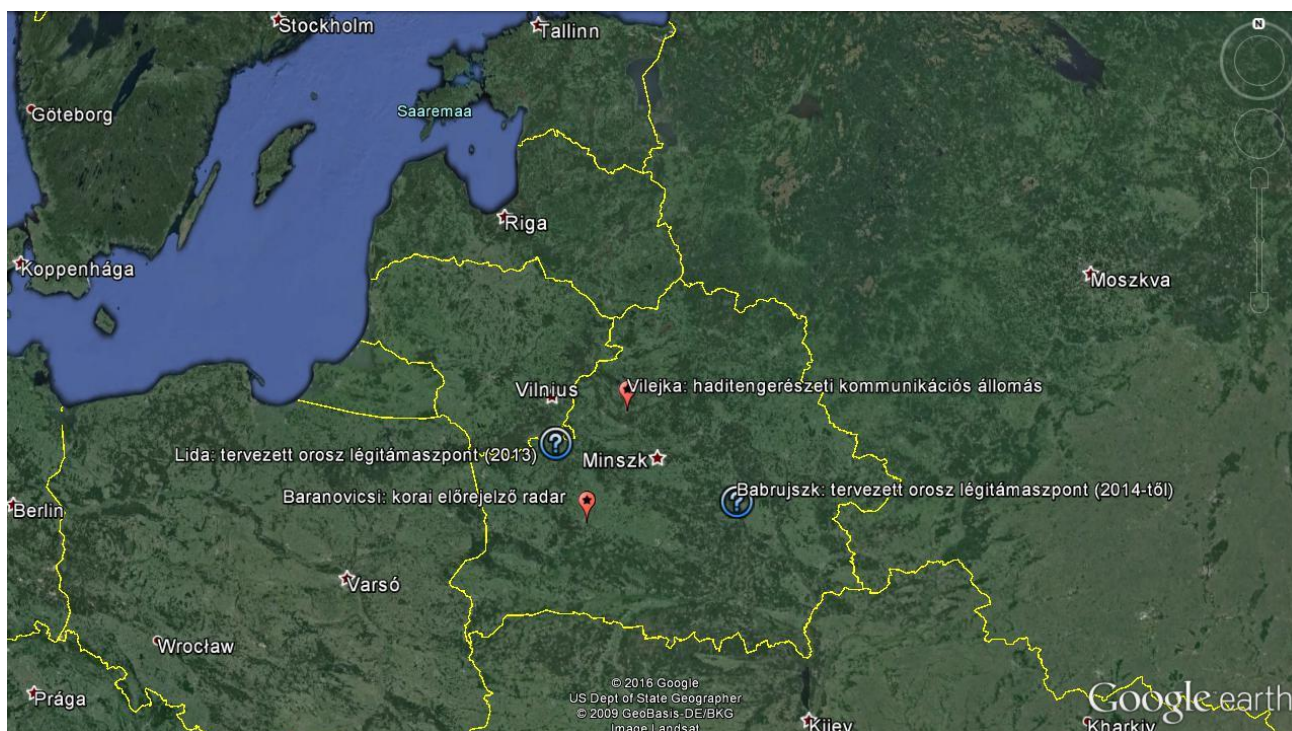 Stockholm
Tallinn
N
Göteborg
Saaremaa
Riga
Koppenhága
Moszkva
Vilnius
Vilejka: haditengerészeti kommunikációs állomás
Lida: tervezett orosz légitámaszpont (2013)
Minszk
Baranovicsi: korai előrejelző radar
Babrujszk: tervezett orosz légitámaszpont (2014-től)
Berlin
Varsó
Wrocław
Prága
© 2016 Google
US Dept of State Geographer
© 2009 GeoBasis-DE/BKG
Image Landsat
Google earth
Kijev
Kharkiv